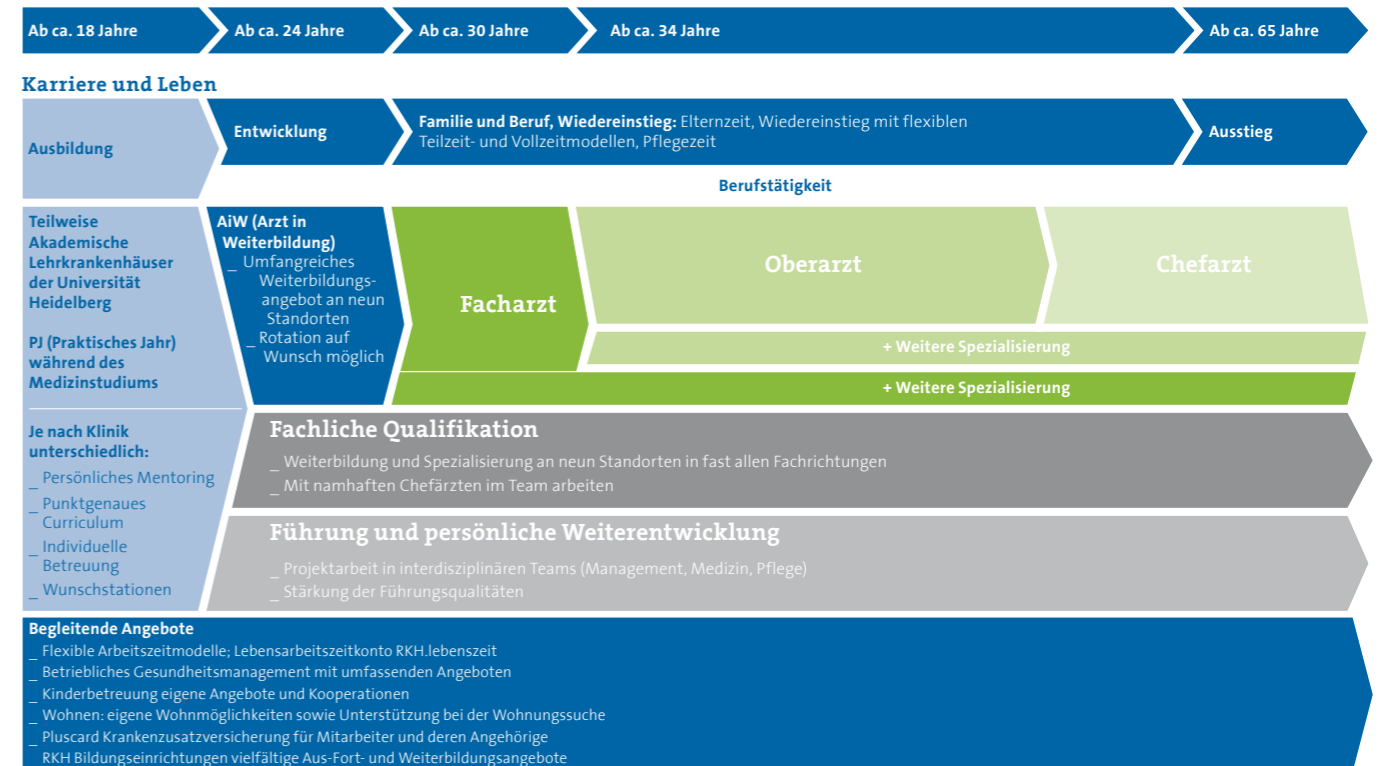 Ab ca. 18 Jahre
Ab ca. 24 Jahre
Ab ca. 30 Jahre
Ab ca. 34 Jahre
Ab ca. 65 Jahre
Karriere und Leben
Ausbildung
Entwicklung
Familie und Beruf, Wiedereinstieg: Elternzeit, Wiedereinstieg mit flexiblen
Teilzeit- und Vollzeitmodellen, Pflegezeit
Ausstieg
Berufstätigkeit
Teilweise
Akademische
Lehrkrankenhäuser
der Universität
Heidelberg
PJ (Praktisches Jahr)
während des
Medizinstudiums
Je nach Klinik
unterschiedlich:
_ Persönliches Mentoring
_ Punktgenaues
Curriculum
_ Individuelle
Betreuung
_ Wunschstationen
AiW (Arzt in
Weiterbildung)
_ Umfangreiches
Weiterbildungs-
angebot an neun
Standorten
_ Rotation auf
Wunsch möglich
Facharzt
Oberarzt
Chefarzt
+ Weitere Spezialisierung
+ Weitere Spezialisierung
Fachliche Qualifikation
_ Weiterbildung und Spezialisierung an neun Standorten in fast allen Fachrichtungen
_ Mit namhaften Chefärzten im Team arbeiten
Führung und persönliche Weiterentwicklung
_ Projektarbeit in interdisziplinären Teams (Management, Medizin, Pflege)
_ Stärkung der Führungsqualitäten
Begleitende Angebote
_ Flexible Arbeitszeitmodelle; Lebensarbeitszeitkonto RKH.lebenszeit
_ Betriebliches Gesundheitsmanagement mit umfassenden Angeboten
_ Kinderbetreuung eigene Angebote und Kooperationen
_ Wohnen: eigene Wohnmöglichkeiten sowie Unterstützung bei der Wohnungssuche
_ Pluscard Krankenzusatzversicherung für Mitarbeiter und deren Angehörige
_ RKH Bildungseinrichtungen vielfältige Aus-Fort- und Weiterbildungsangebote